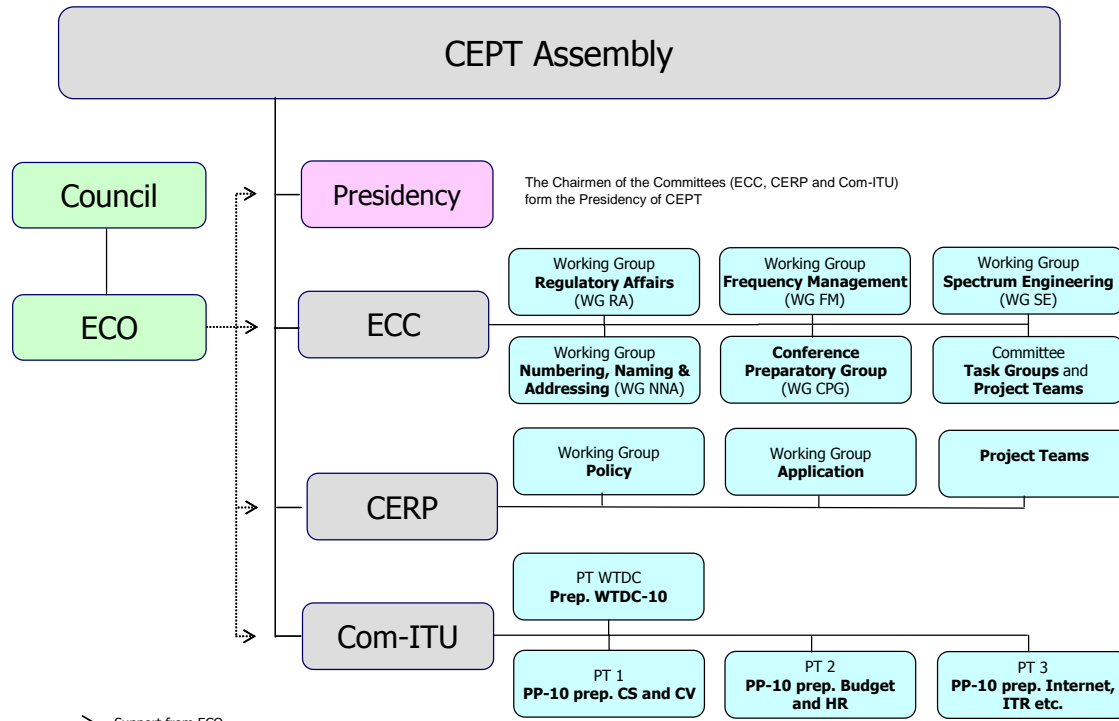 CEPT Assembly
Council
Presidency
The Chairmen of the Committees (ECC, CERP and Com-ITU)
form the Presidency of CEPT
ECO
ECC
Working Group
Regulatory Affairs
(WG RA)
Working Group
Frequency Management
(WG FM)
Working Group
Spectrum Engineering
(WG SE)
Working Group
Numbering, Naming &
Addressing (WG NNA)
Conference
Preparatory Group
(WG CPG)
Committee
Task Groups and
Project Teams
CERP
Working Group
Policy
Working Group
Application
Project Teams
Com-ITU
PT WTDC
Prep. WTDC-10
PT 1
PP-10 prep. CS and CV
PT 2
PP-10 prep. Budget
and HR
PT 3
PP-10 prep. Internet,
ITR etc.
Support from ECO